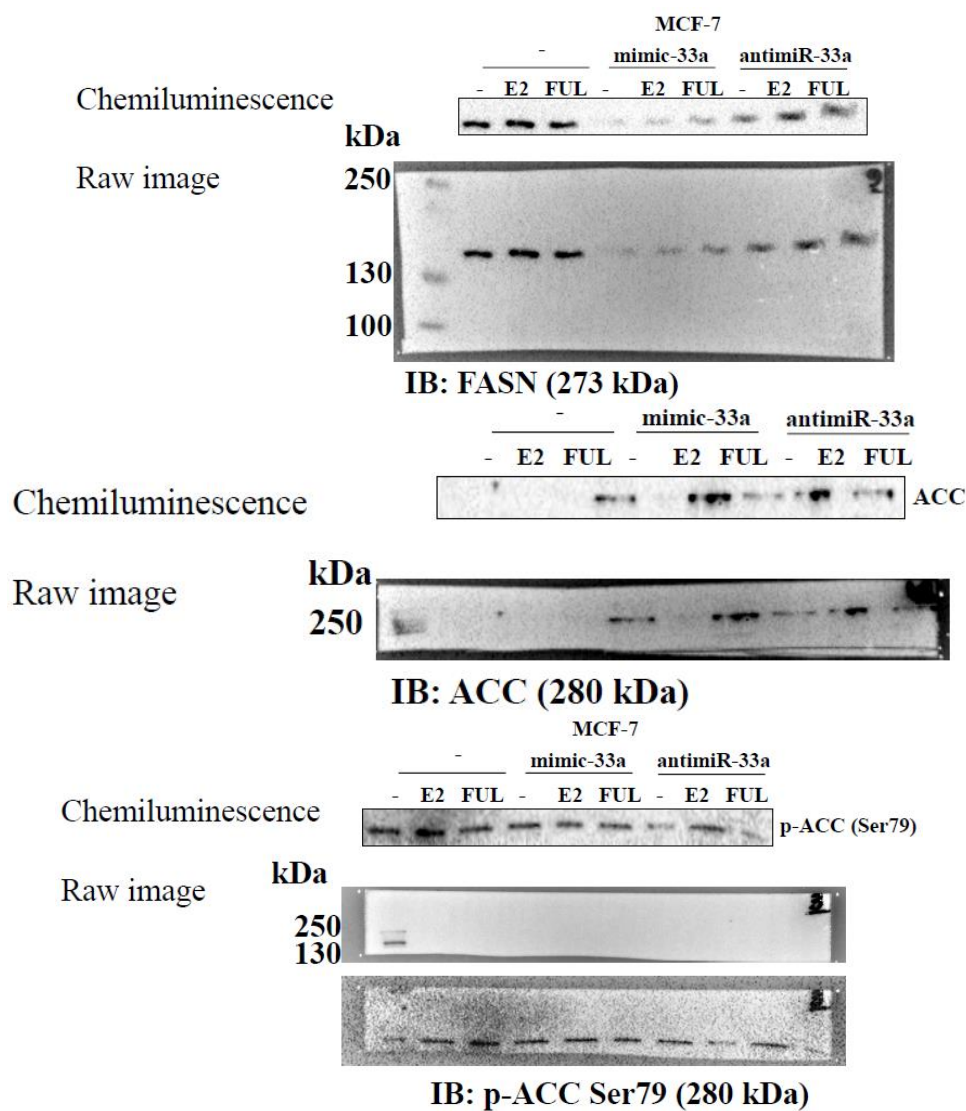 MCF-7
-
mimic-33a
antimiR-33a
- E2 FUL - E2 FUL - E2 FUL
Chemiluminescence
kDa
Raw image
250
130
100
IB: FASN (273 kDa)
- mimic-33a antimiR-33a
- E2 FUL - E2 FUL - E2 FUL
Chemiluminescence
ACC
kDa
Raw image
250
IB: ACC (280 kDa)
MCF-7
- mimic-33a antimiR-33a
- E2 FUL - E2 FUL - E2 FUL
Chemiluminescence
p-ACC (Ser79)
kDa
Raw image
250
130
IB: p-ACC Ser79 (280 kDa)